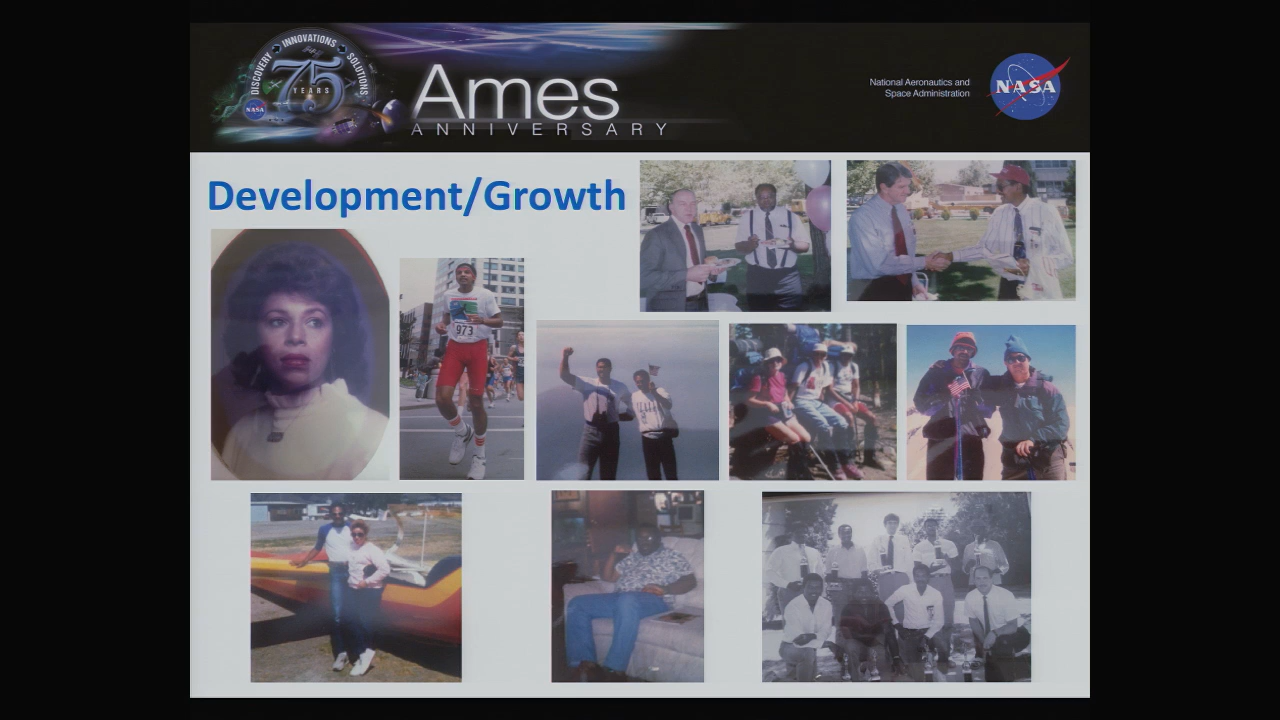 DISCOVERY INNOVATIONS SOLUTIONS
75
YEARS
NASA
Ames
ANNIVERSARY
National Aeronautics and
Space Administration
NASA
Development/Growth
973